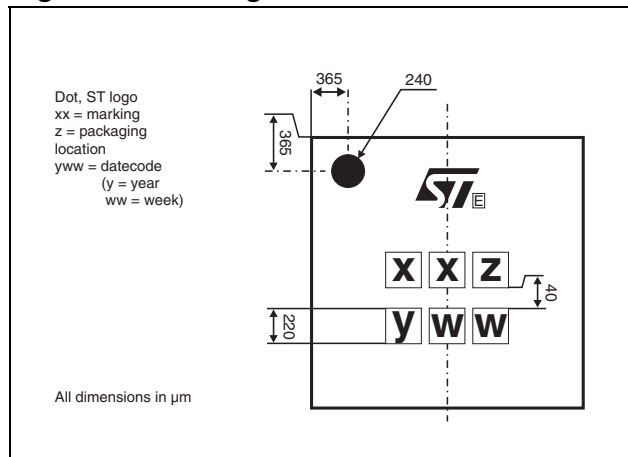 Dot, ST logo
xx = marking
z = packaging
location
yww = datecode
(y = year
ww = week)
365
240
365
ST
E
x x z
40
y w w
220
All dimensions in µm